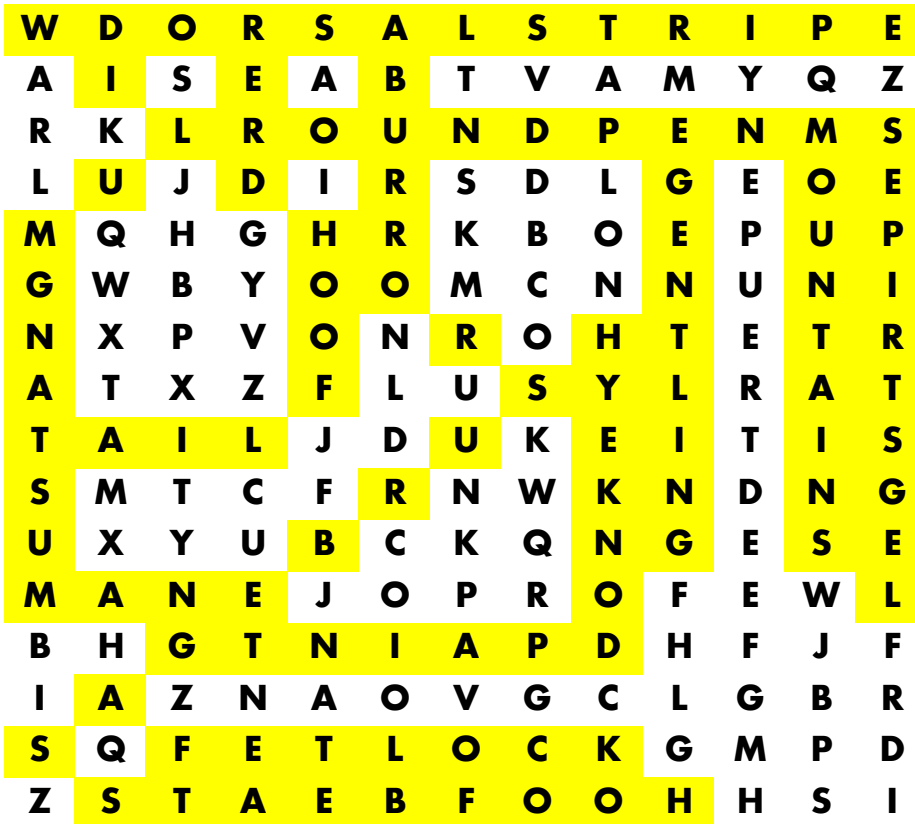 W D O R S A L S T R I P E
A I S E A B T V A M Y Q Z
R K L R O U N D P E N M S
L U J D I R S D L G E O E
M Q H G H R K B O E P U P
G W B Y O O M C N N U N I
N X P V O N R O H T E T R
A T X Z F L U S Y L R A T
T A I L J D U K E I T I S
S M T C F R N W K N D N G
U X Y U B C K Q N G E S E
M A N E J O P R O F E W L
B H G T N I A P D H F J F
I A Z N A O V G C L G B R
S Q F E T L O C K G M P D
Z S T A E B F O O H H S I